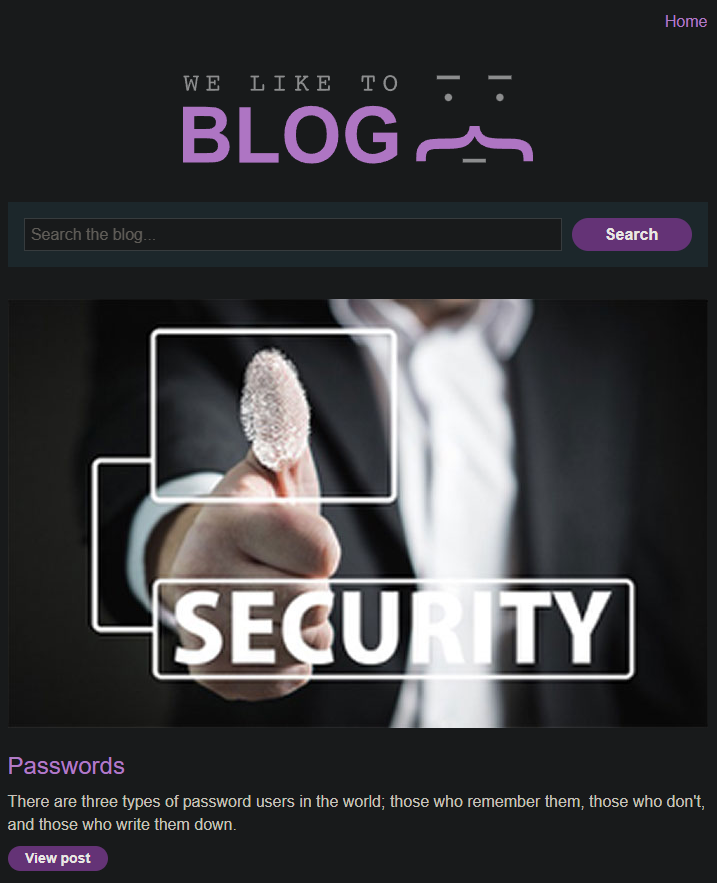 Home
WE LIKE TO
BLOG
Search the blog...
Search
SECURITY
Passwords
There are three types of password users in the world; those who remember them, those who don't,
and those who write them down.
View post